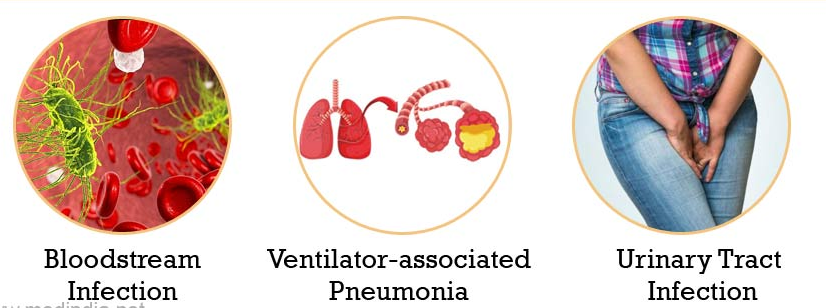 Bloodstream
Infection
Ventilator-associated
Pneumonia
Urinary Tract
Infection